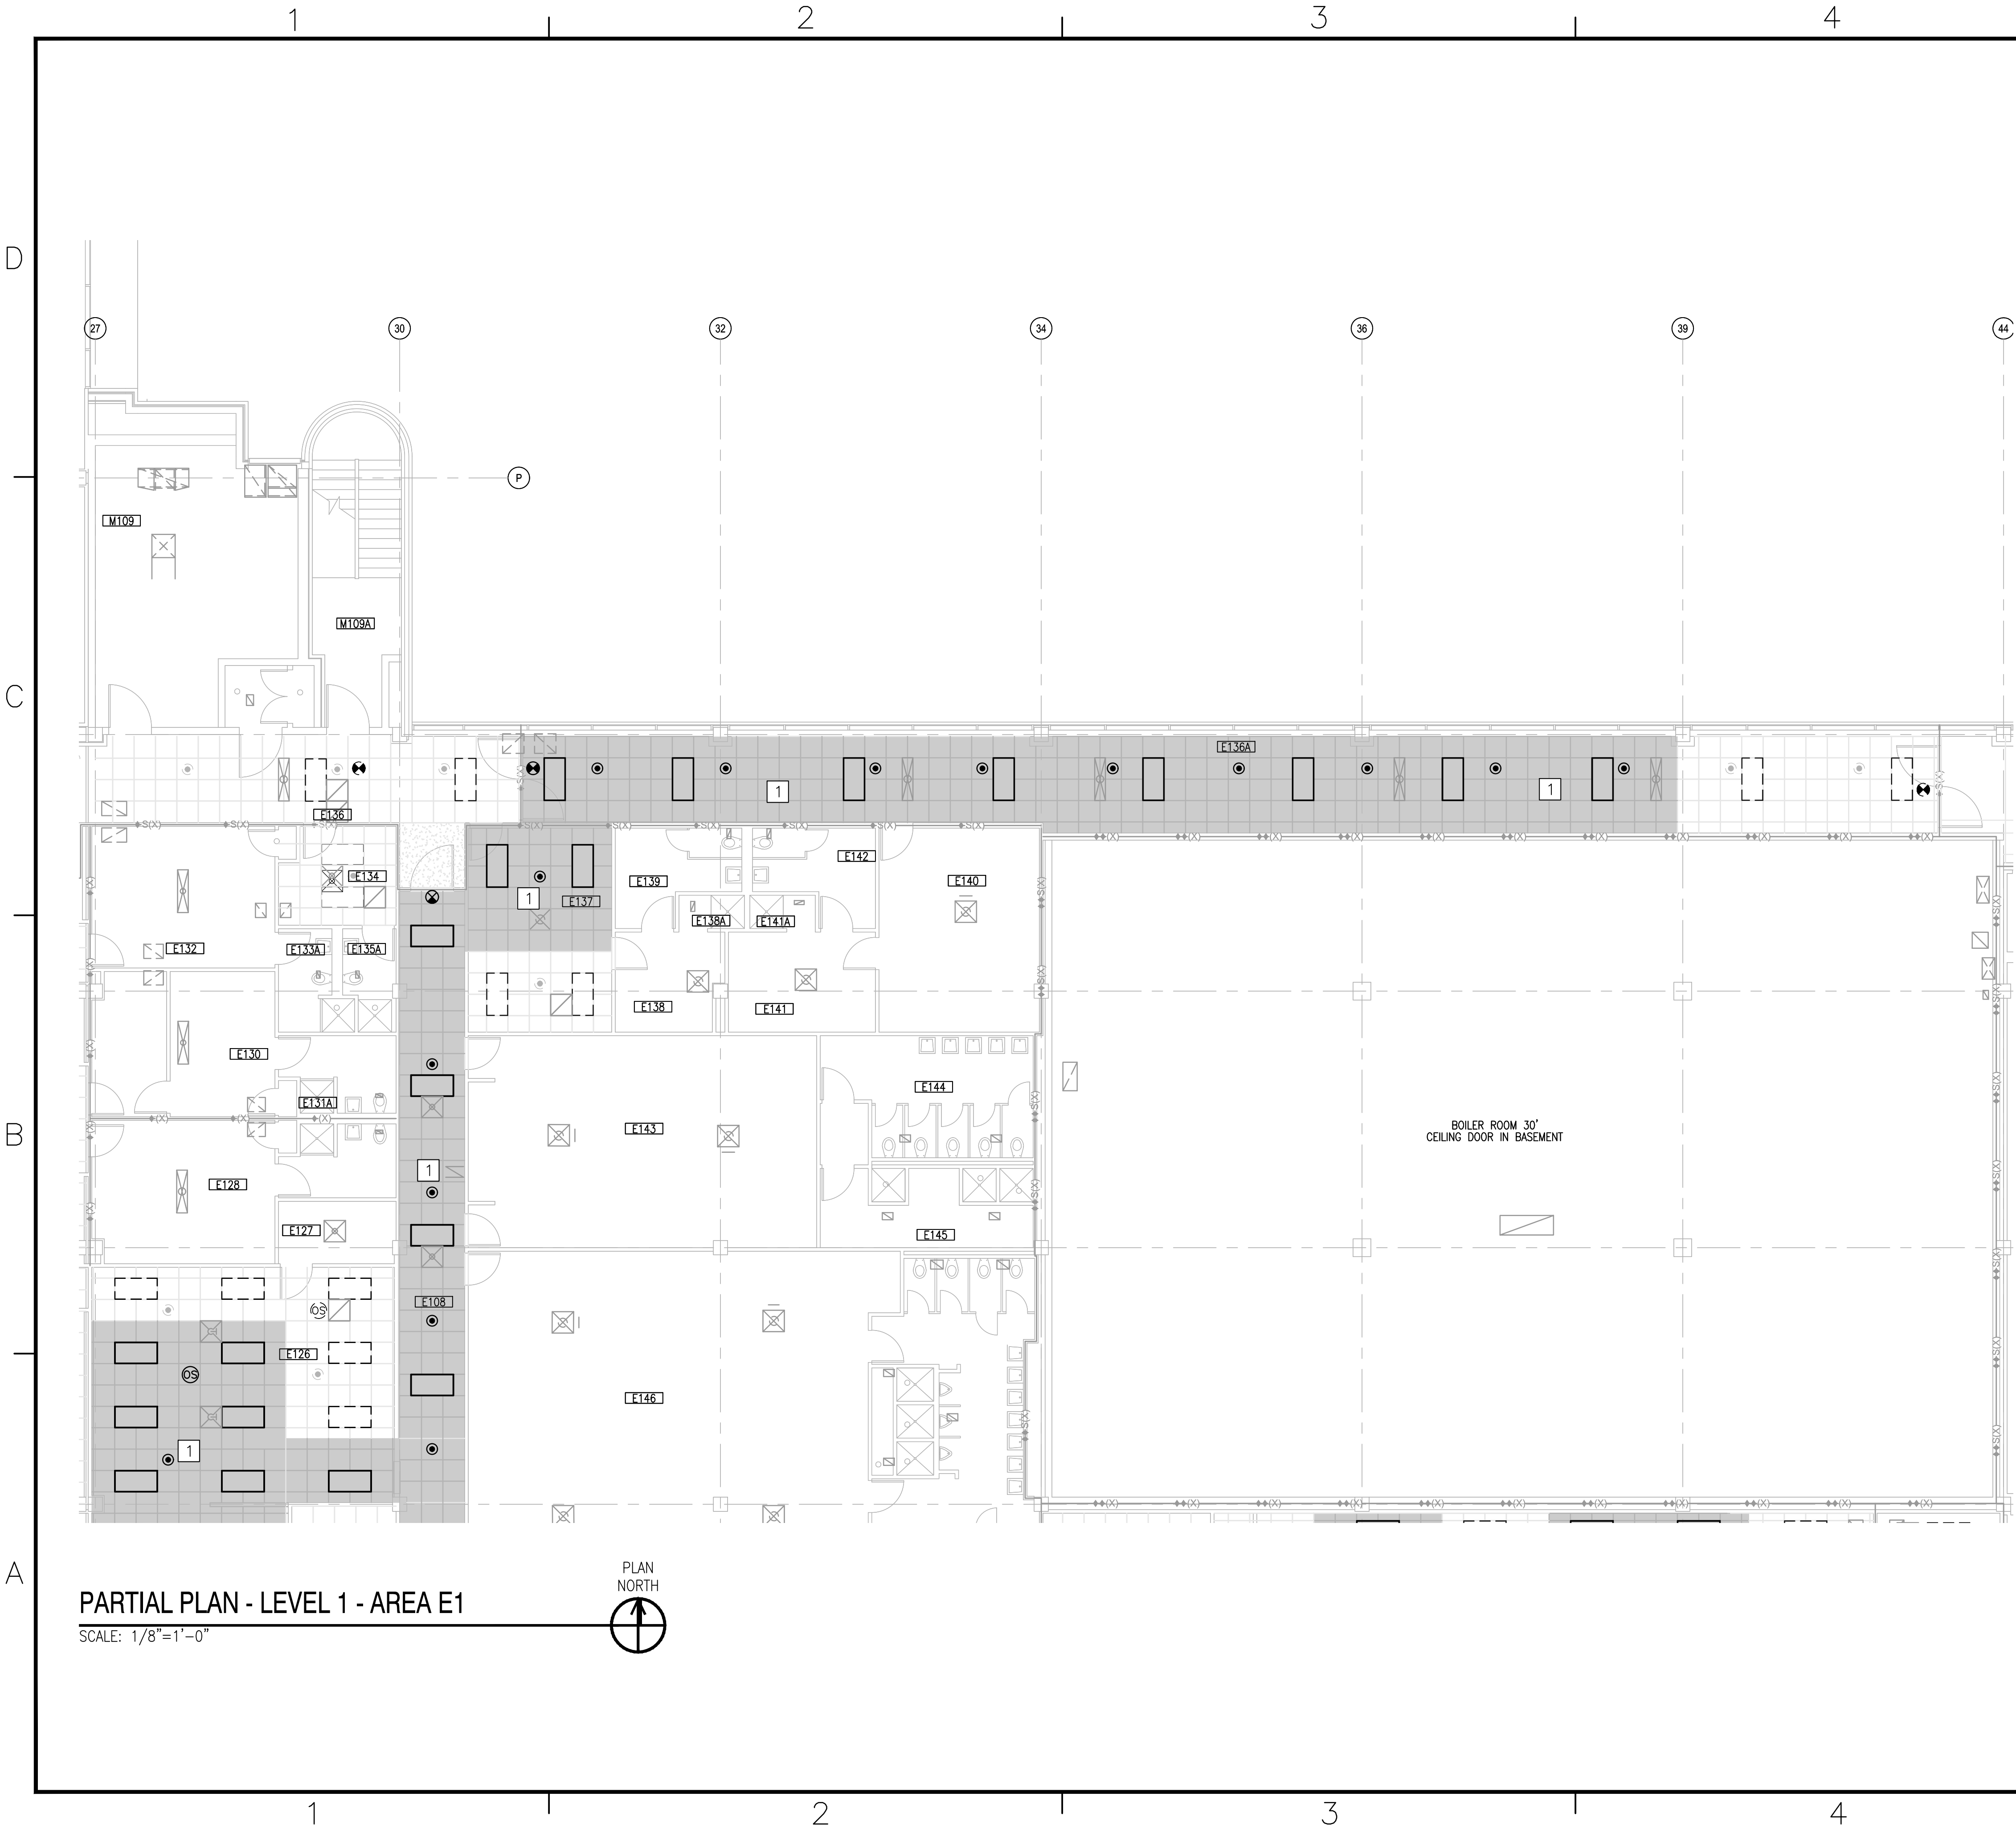 1 2 3 4
D
27 30 32 34 36 39 44
P
M109
M109A
C
E136A
S(X)
1 1
E136
S(X) S(X) S(X) S(X) S(X) S(X) S(X) S(X) S(X)
(X) (X) (X) (X) (X) (X) (X) (X) (X) (X) (X)
E142
E134 E139 E140
1 E137
E138A E141A
E132 E133A E135A
E138 E141
E130
E144
E131A
(X) (X) (X)
B
E143
BOILER ROOM 30'
CEILING DOOR IN BASEMENT
1
E128
E127 E145
E108
OS
E126
OS
E146
1
(X) (X) (X) (X) (X) (X) (X) (X) (X) (X) (X)
A
PLAN
NORTH
PARTIAL PLAN - LEVEL 1 - AREA E1
SCALE: 1/8"=1'-0"
1 2 3 4